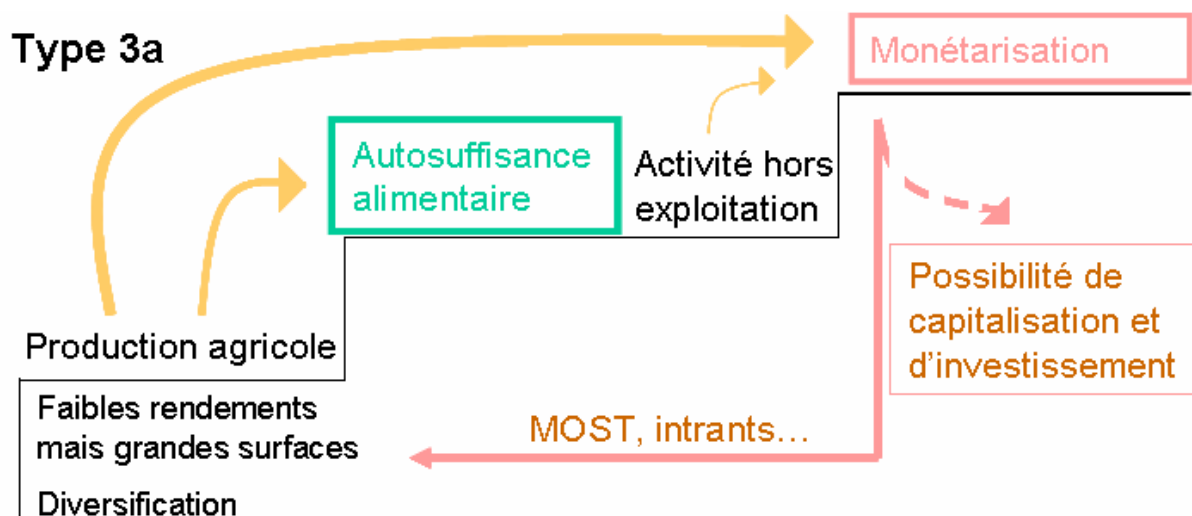 Type 3a
Monétarisation
Autosuffisance
alimentaire
Activité hors
exploitation
Possibilité de
capitalisation et
d'investissement
Production agricole
Faibles rendements
mais grandes surfaces
Diversification
MOST, intrants…